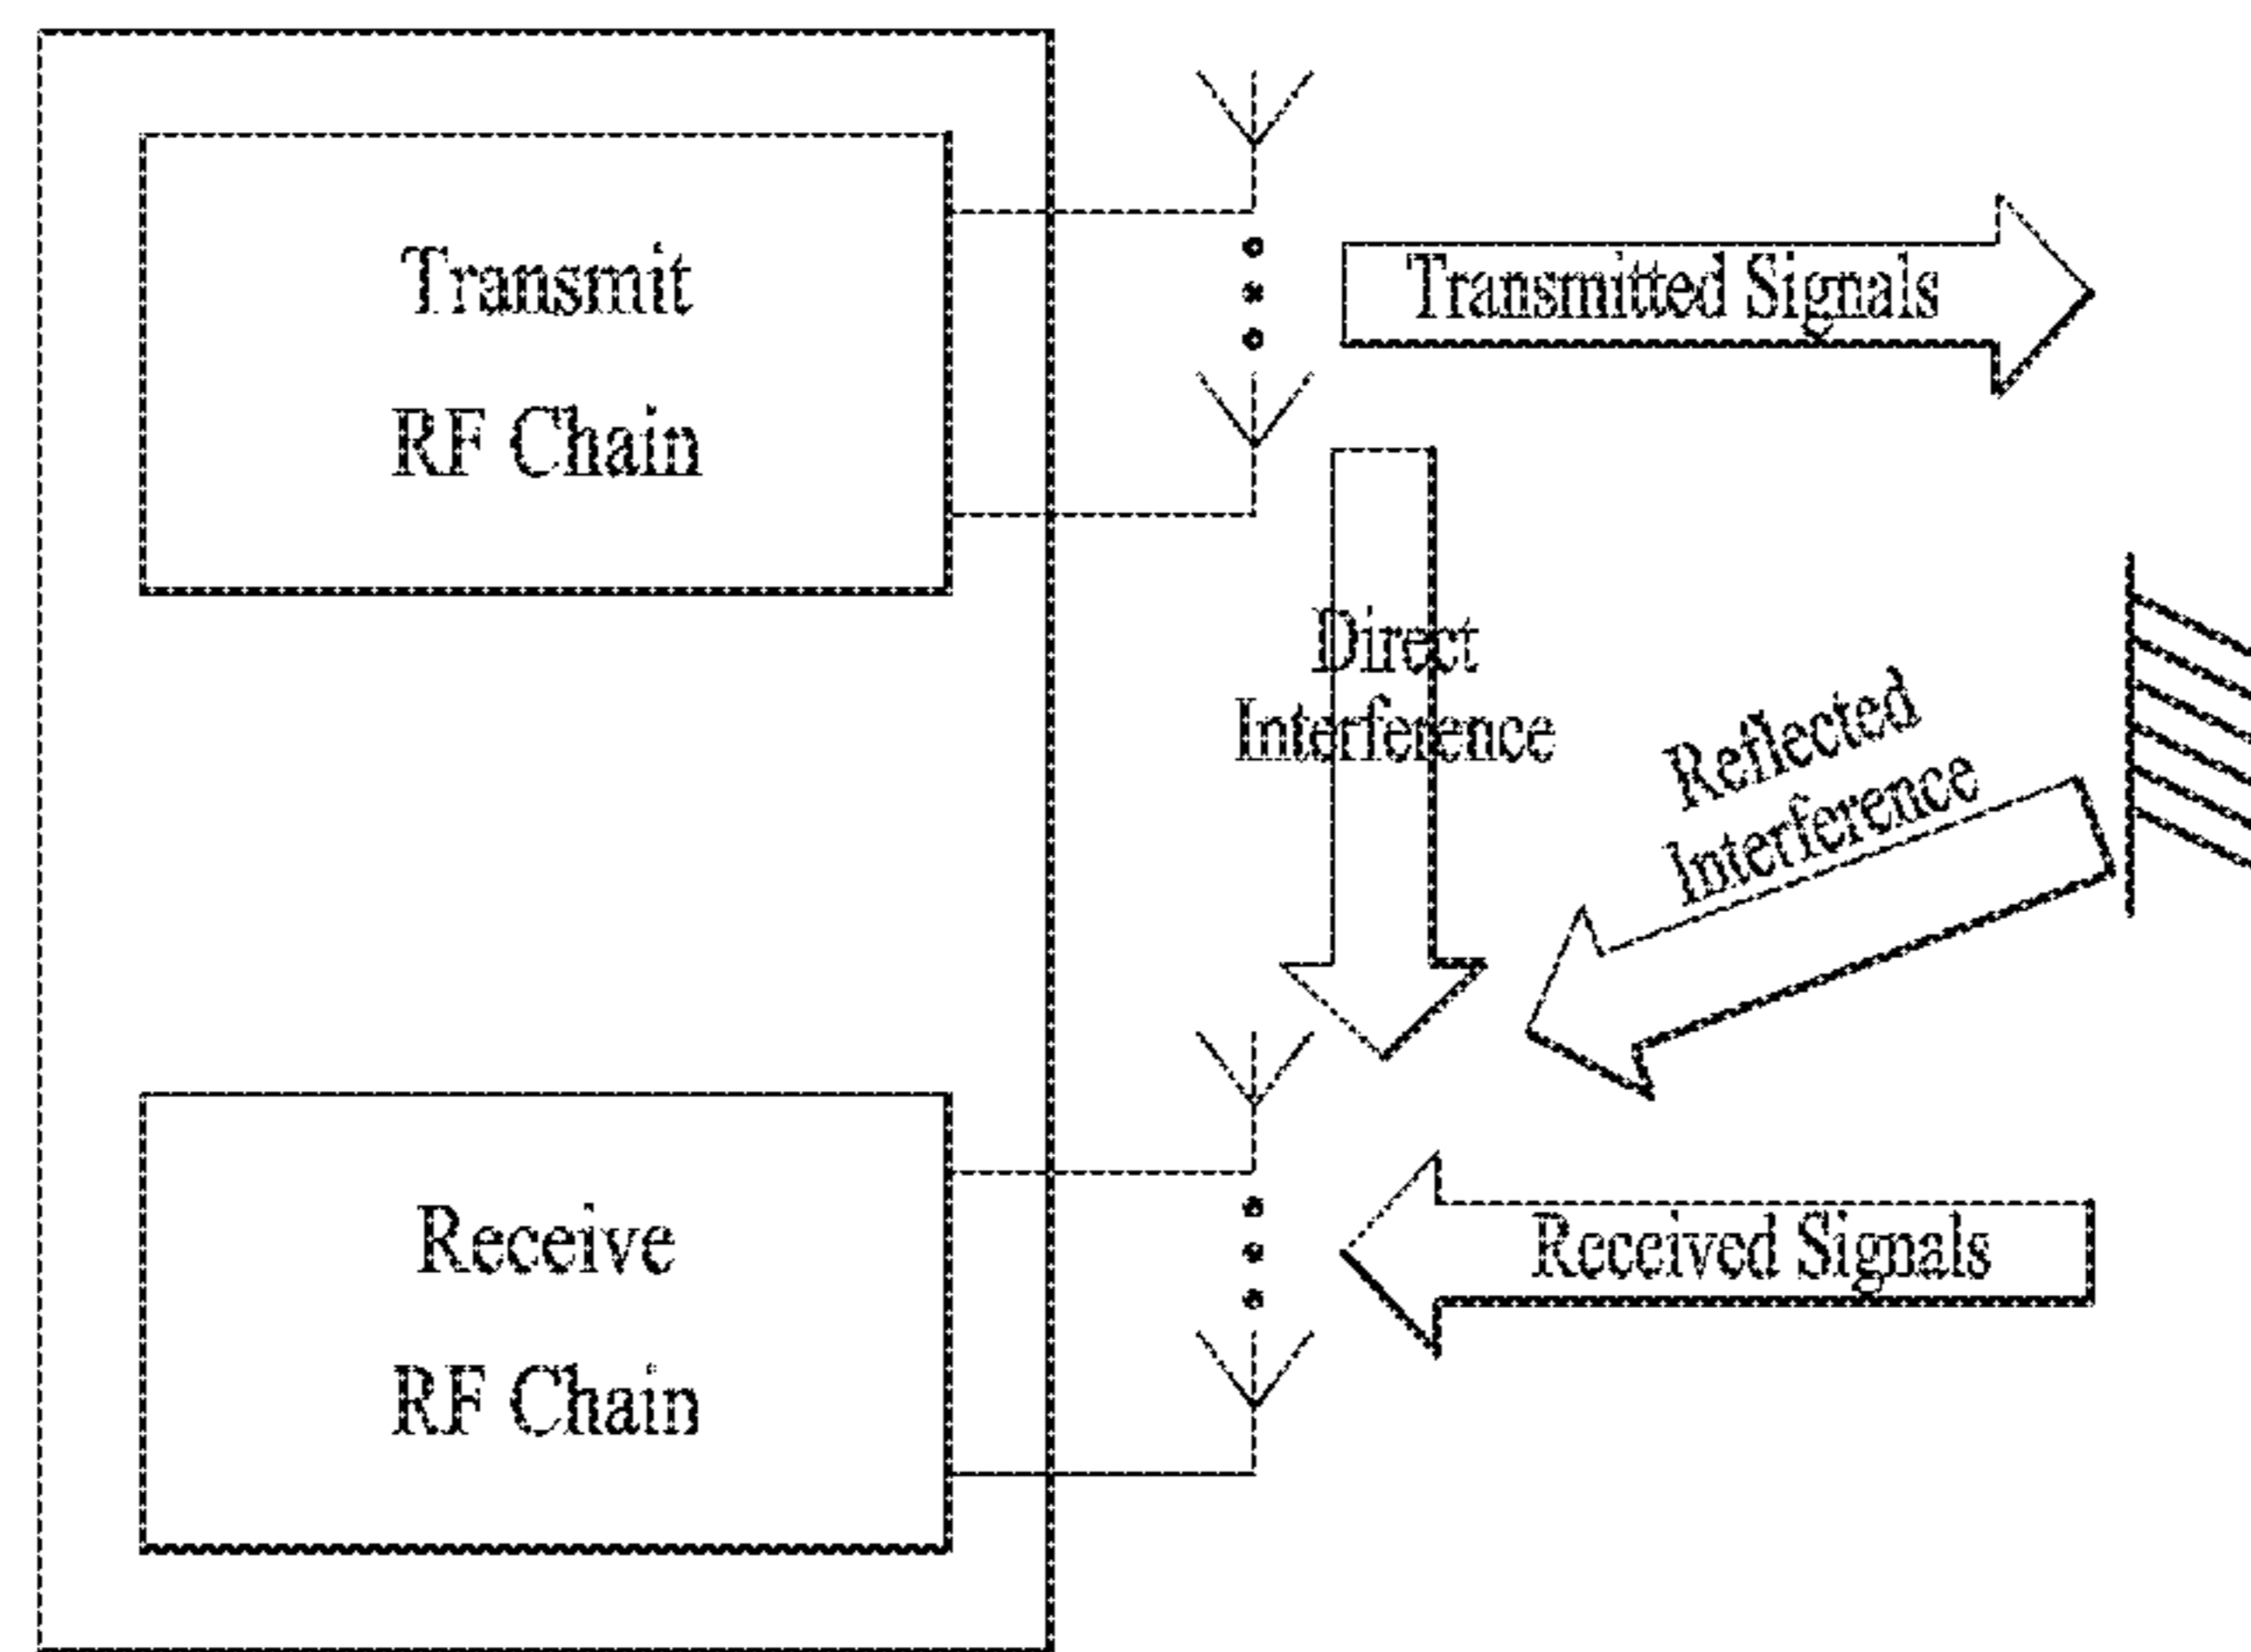 Transmit
RF Chain
Transmitted Signals
Direct
Interference
Reflected
Interference
Receive
RF Chain
Received Signals